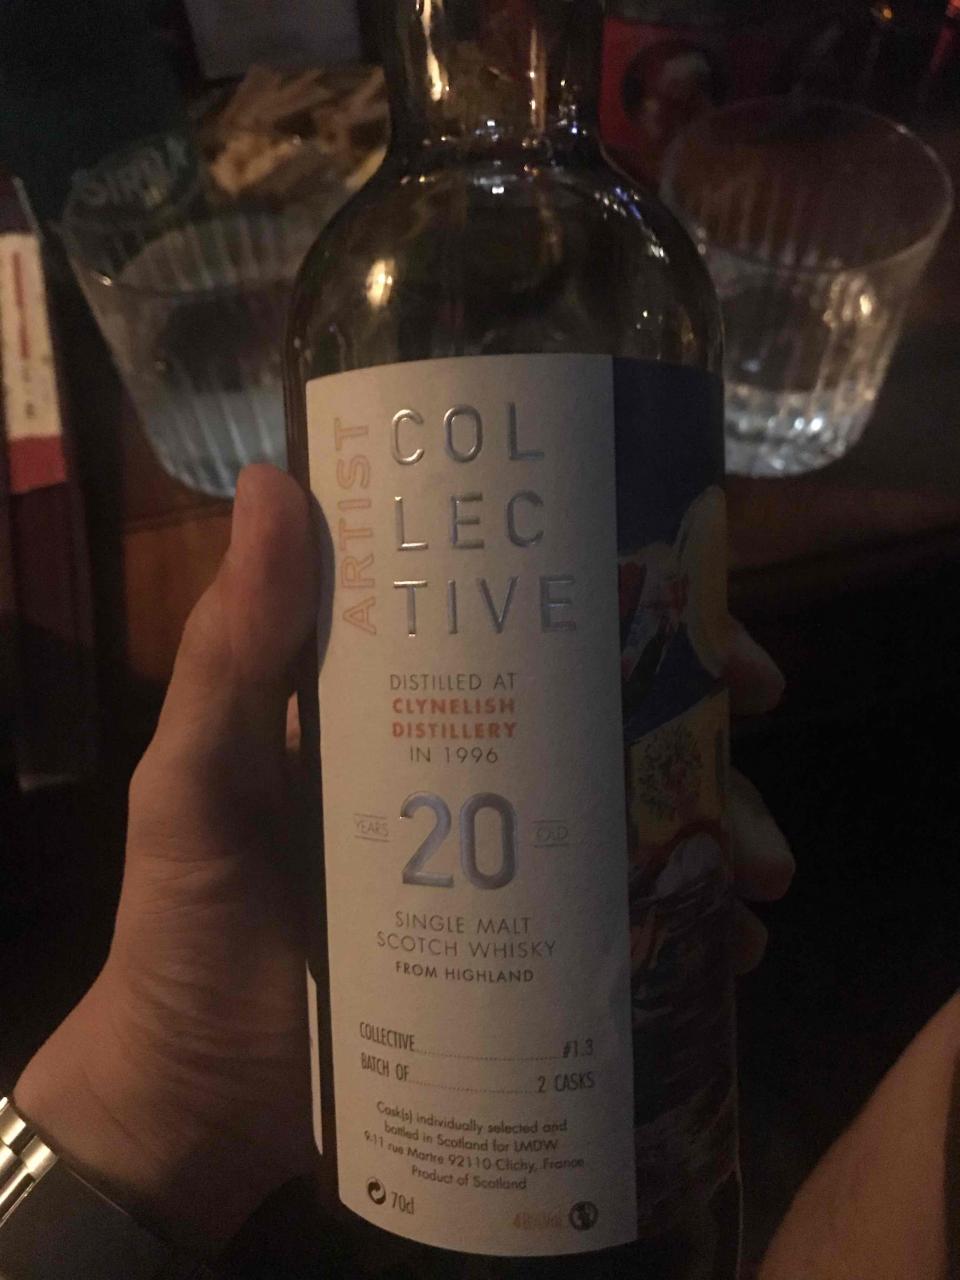 ARTIST
COL
LEC
TIVE
DISTILLED AT
CLYNELISH
DISTILLERY
IN 1996
YEARS 20 OLD
SINGLE MALT
SCOTCH WHISKY
FROM HIGHLAND
COLLECTIVE #1.3
BATCH OF 2 CASKS
Cask(s) individually selected and
bottled in Scotland for LMDW
9-11 rue Martre 92110 Clichy, France
Product of Scotland
70cl 48%Vol